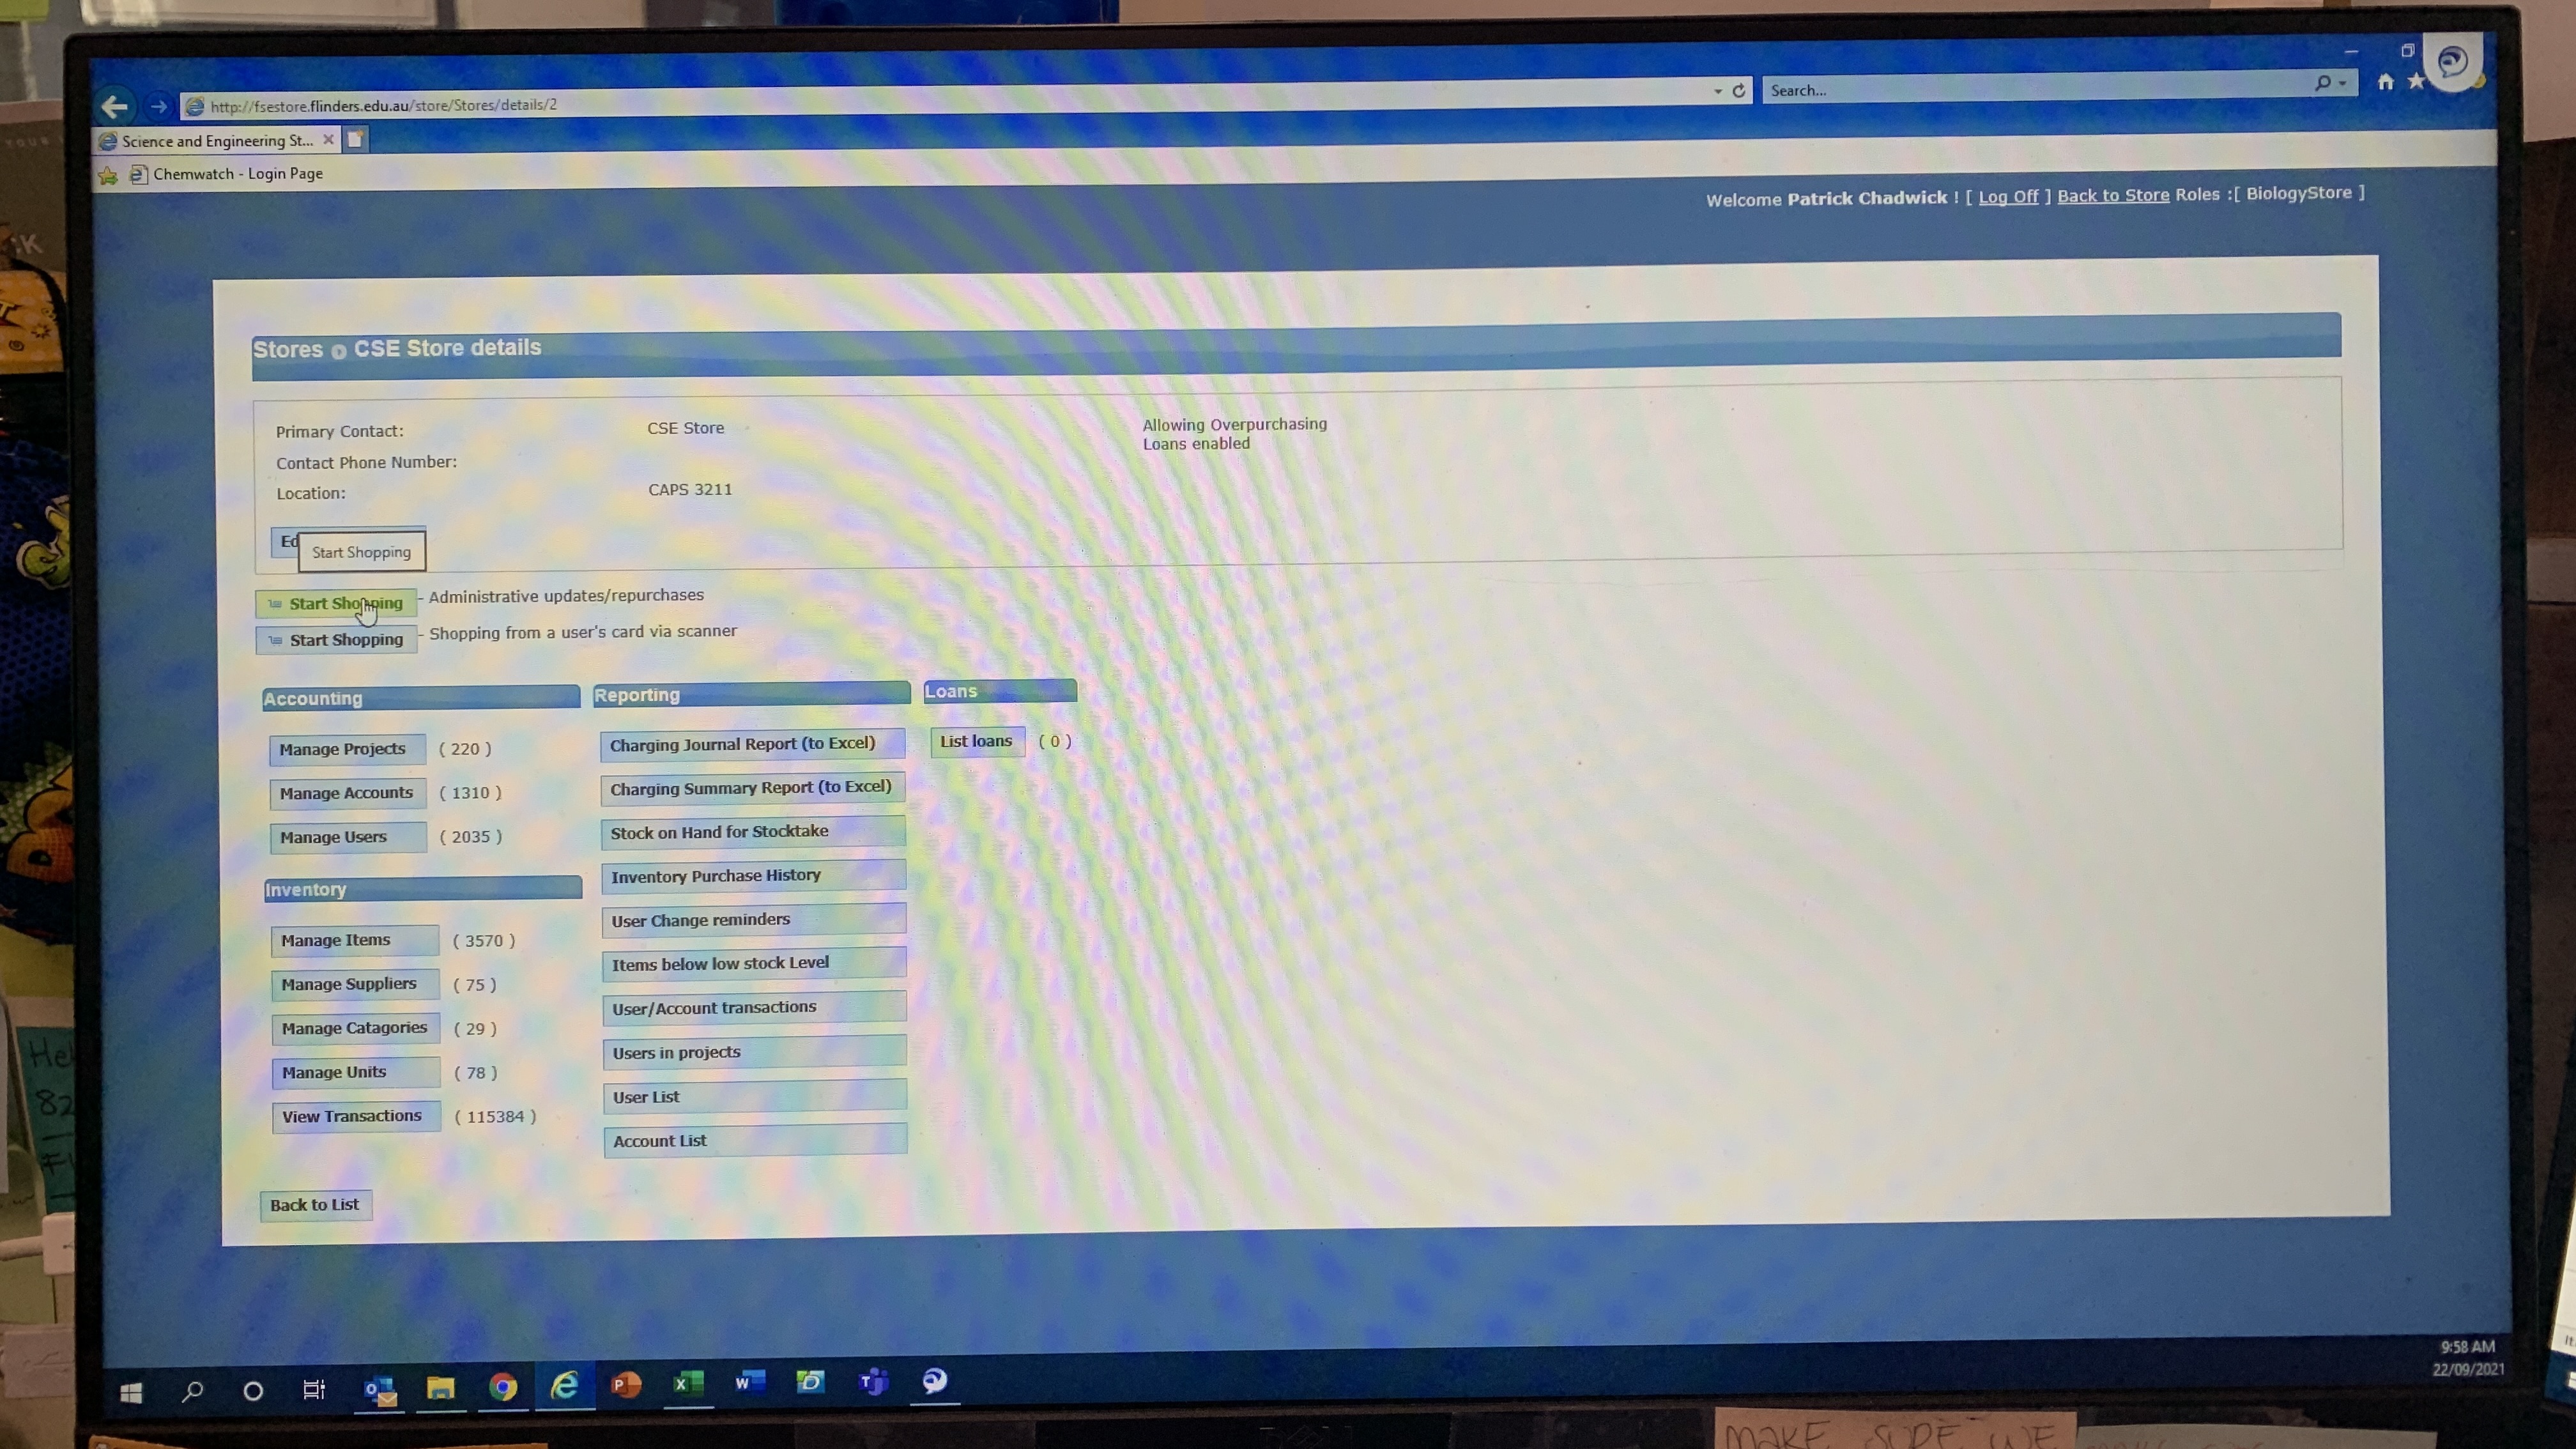 http://fsestore.flinders.edu.au/store/Stores/details/2
Search...
Science and Engineering St...
Chemwatch - Login Page
Welcome Patrick Chadwick ! [ Log Off ] Back to Store Roles :[ BiologyStore ]
Stores CSE Store details
Primary Contact: CSE Store Allowing Overpurchasing
Loans enabled
Contact Phone Number:
Location: CAPS 3211
Ed
Start Shopping
Start Shopping - Administrative updates/repurchases
Start Shopping - Shopping from a user's card via scanner
Accounting
Manage Projects ( 220 )
Manage Accounts ( 1310 )
Manage Users ( 2035 )
Inventory
Manage Items ( 3570 )
Manage Suppliers ( 75 )
Manage Catagories ( 29 )
Manage Units ( 78 )
View Transactions ( 115384 )
Reporting
Charging Journal Report (to Excel)
Charging Summary Report (to Excel)
Stock on Hand for Stocktake
Inventory Purchase History
User Change reminders
Items below low stock Level
User/Account transactions
Users in projects
User List
Account List
Loans
List loans ( 0 )
Back to List
9:58 AM
22/09/2021
MAKE SURE WE